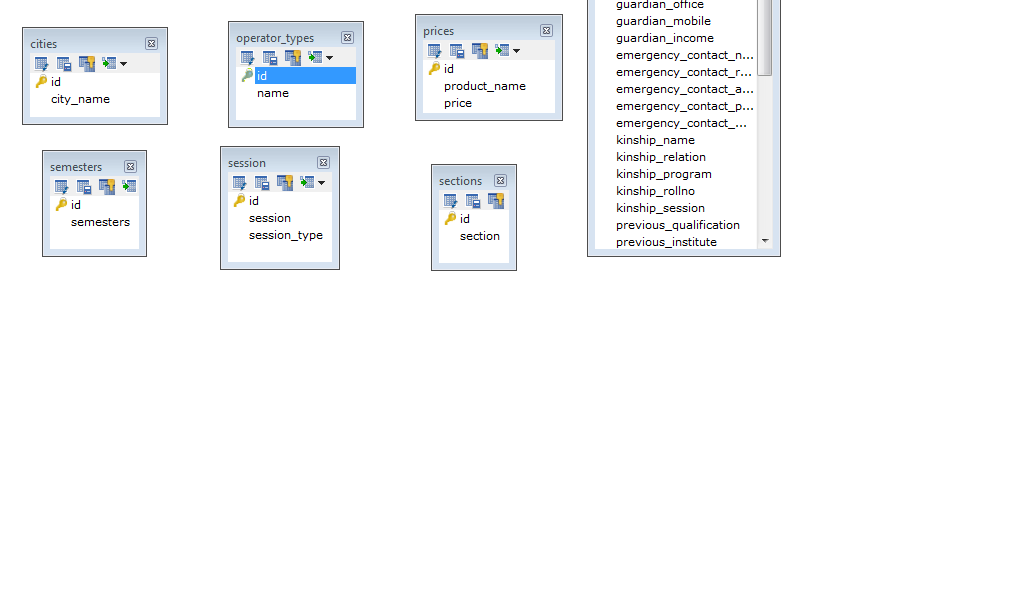 cities
id
city_name
operator_types
id
name
prices
id
product_name
price
semesters
id
semesters
session
id
session
session_type
sections
id
section
guardian_office
guardian_mobile
guardian_income
emergency_contact_n...
emergency_contact_r...
emergency_contact_a...
emergency_contact_p...
emergency_contact_...
kinship_name
kinship_relation
kinship_program
kinship_rollno
kinship_session
previous_qualification
previous_institute